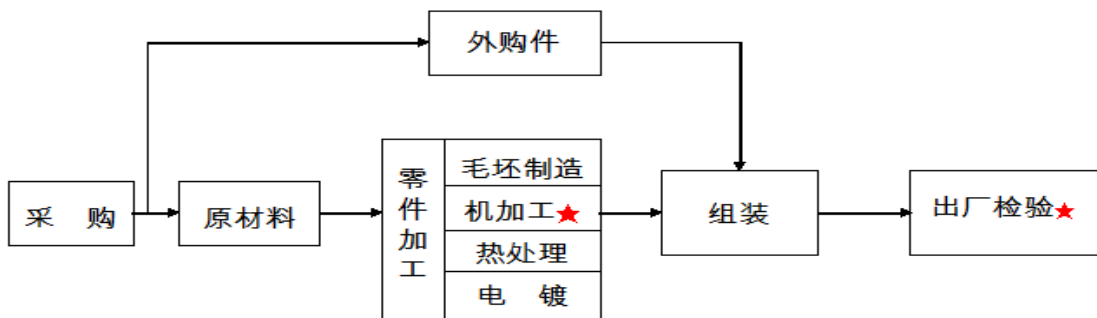 外购件
采 购
原材料
零件加工
毛坯制造
机加工★
热处理
电 镀
组装
出厂检验★